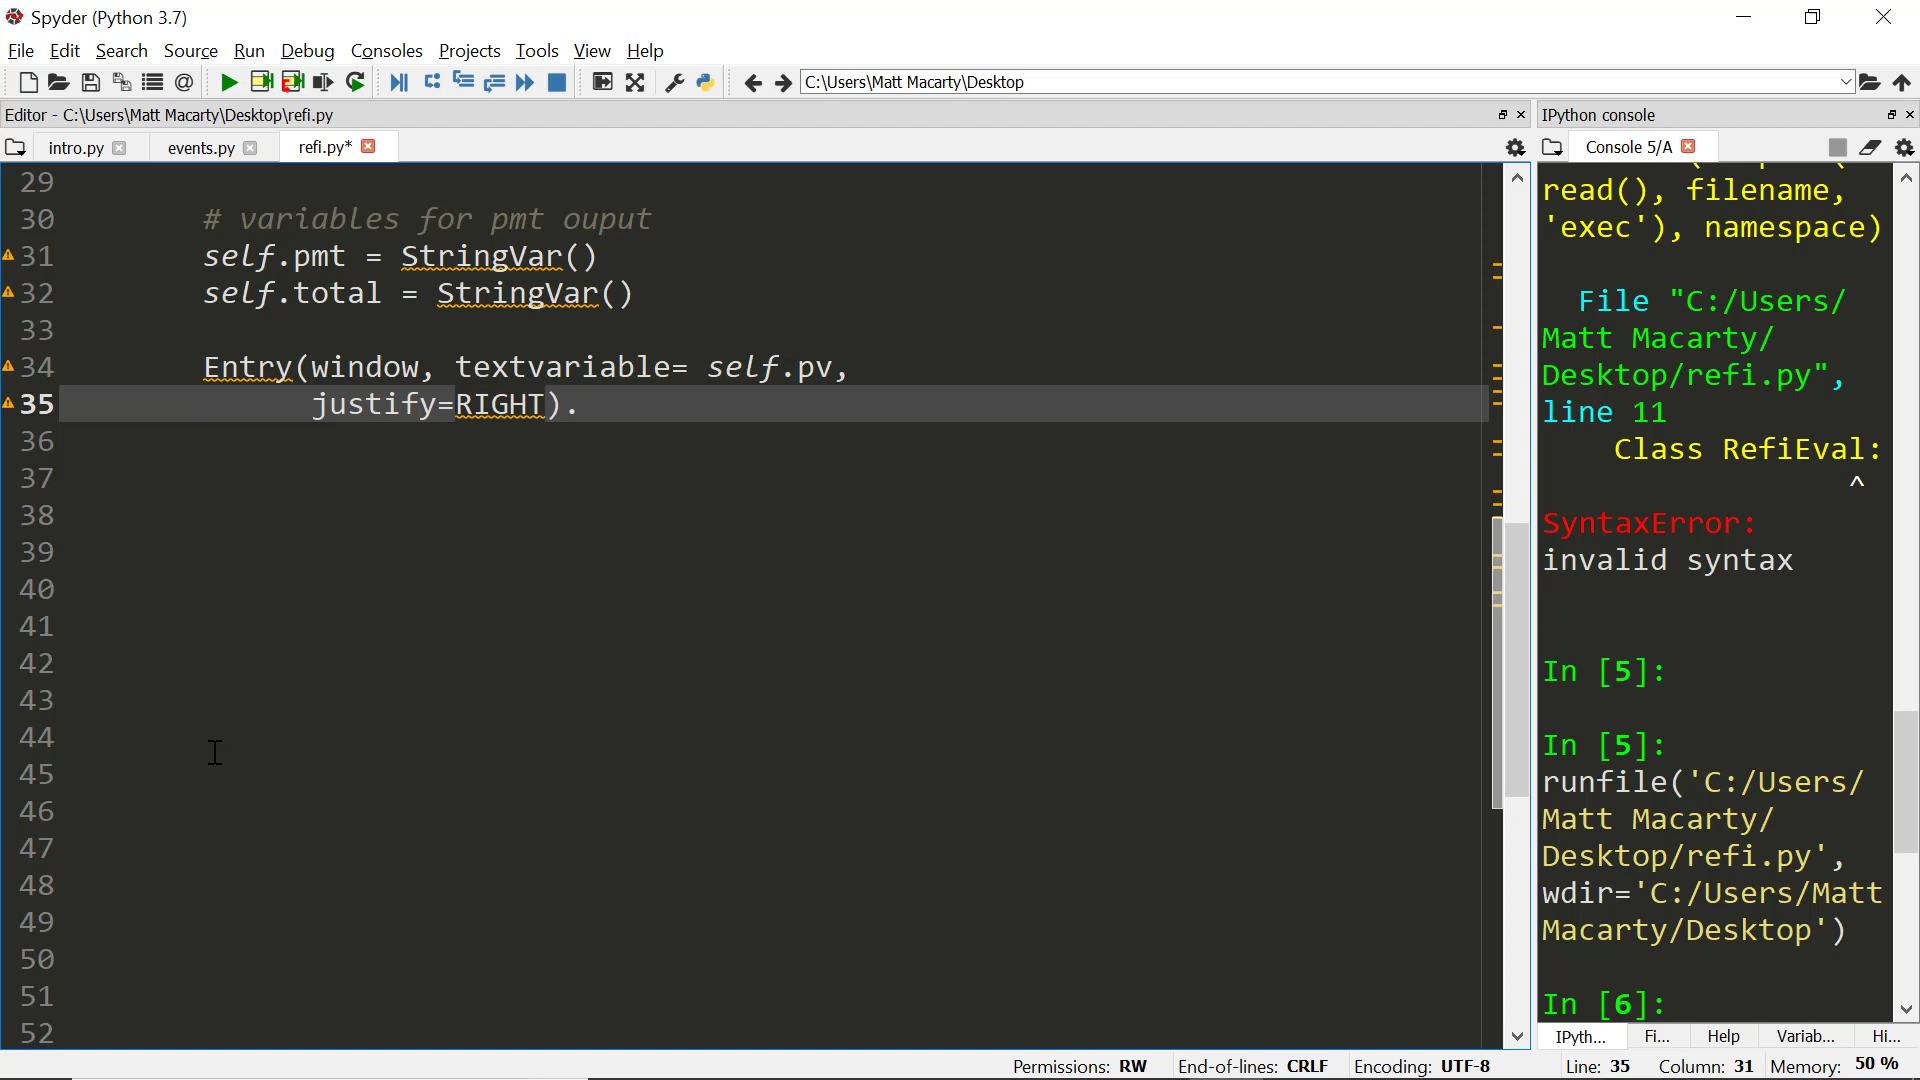 Spyder (Python 3.7)
File Edit Search Source Run Debug Consoles Projects Tools View Help
C:\Users\Matt Macarty\Desktop
Editor - C:\Users\Matt Macarty\Desktop\refi.py
IPython console
intro.py
events.py
refi.py*
Console 5/A
29
30 # variables for pmt ouput
31 self.pmt = StringVar()
32 self.total = StringVar()
33
34 Entry(window, textvariable= self.pv,
35 justify=RIGHT).
36
37
38
39
40
41
42
43
44
45
46
47
48
49
50
51
52
read(), filename,
'exec'), namespace)
File "C:/Users/
Matt Macarty/
Desktop/refi.py",
line 11
Class RefiEval:
^
SyntaxError:
invalid syntax
In [5]:
In [5]:
runfile('C:/Users/
Matt Macarty/
Desktop/refi.py',
wdir='C:/Users/Matt
Macarty/Desktop')
In [6]:
IPyth... Fi... Help Variab... Hi...
Permissions: RW End-of-lines: CRLF Encoding: UTF-8 Line: 35 Column: 31 Memory: 50 %